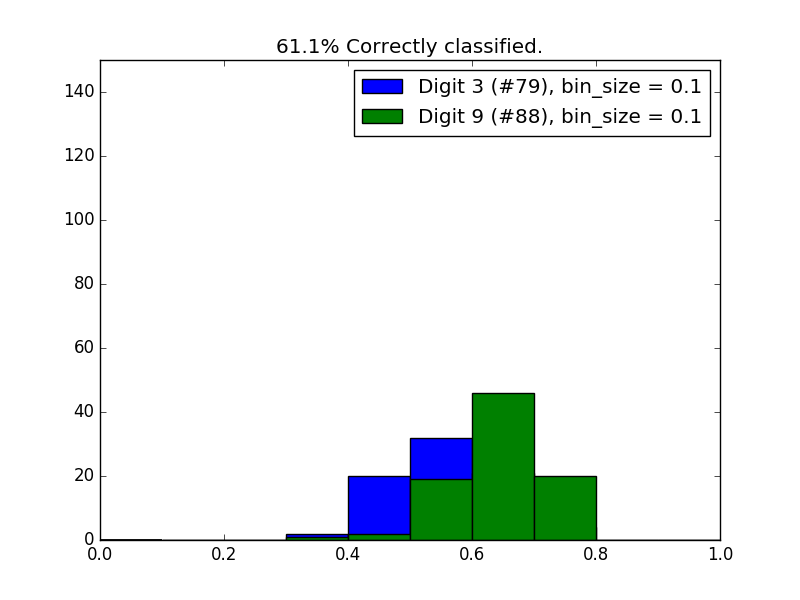 61.1% Correctly classified.
Digit 3 (#79), bin_size = 0.1
Digit 9 (#88), bin_size = 0.1
140
120
100
80
60
40
20
0
0.0 0.2 0.4 0.6 0.8 1.0